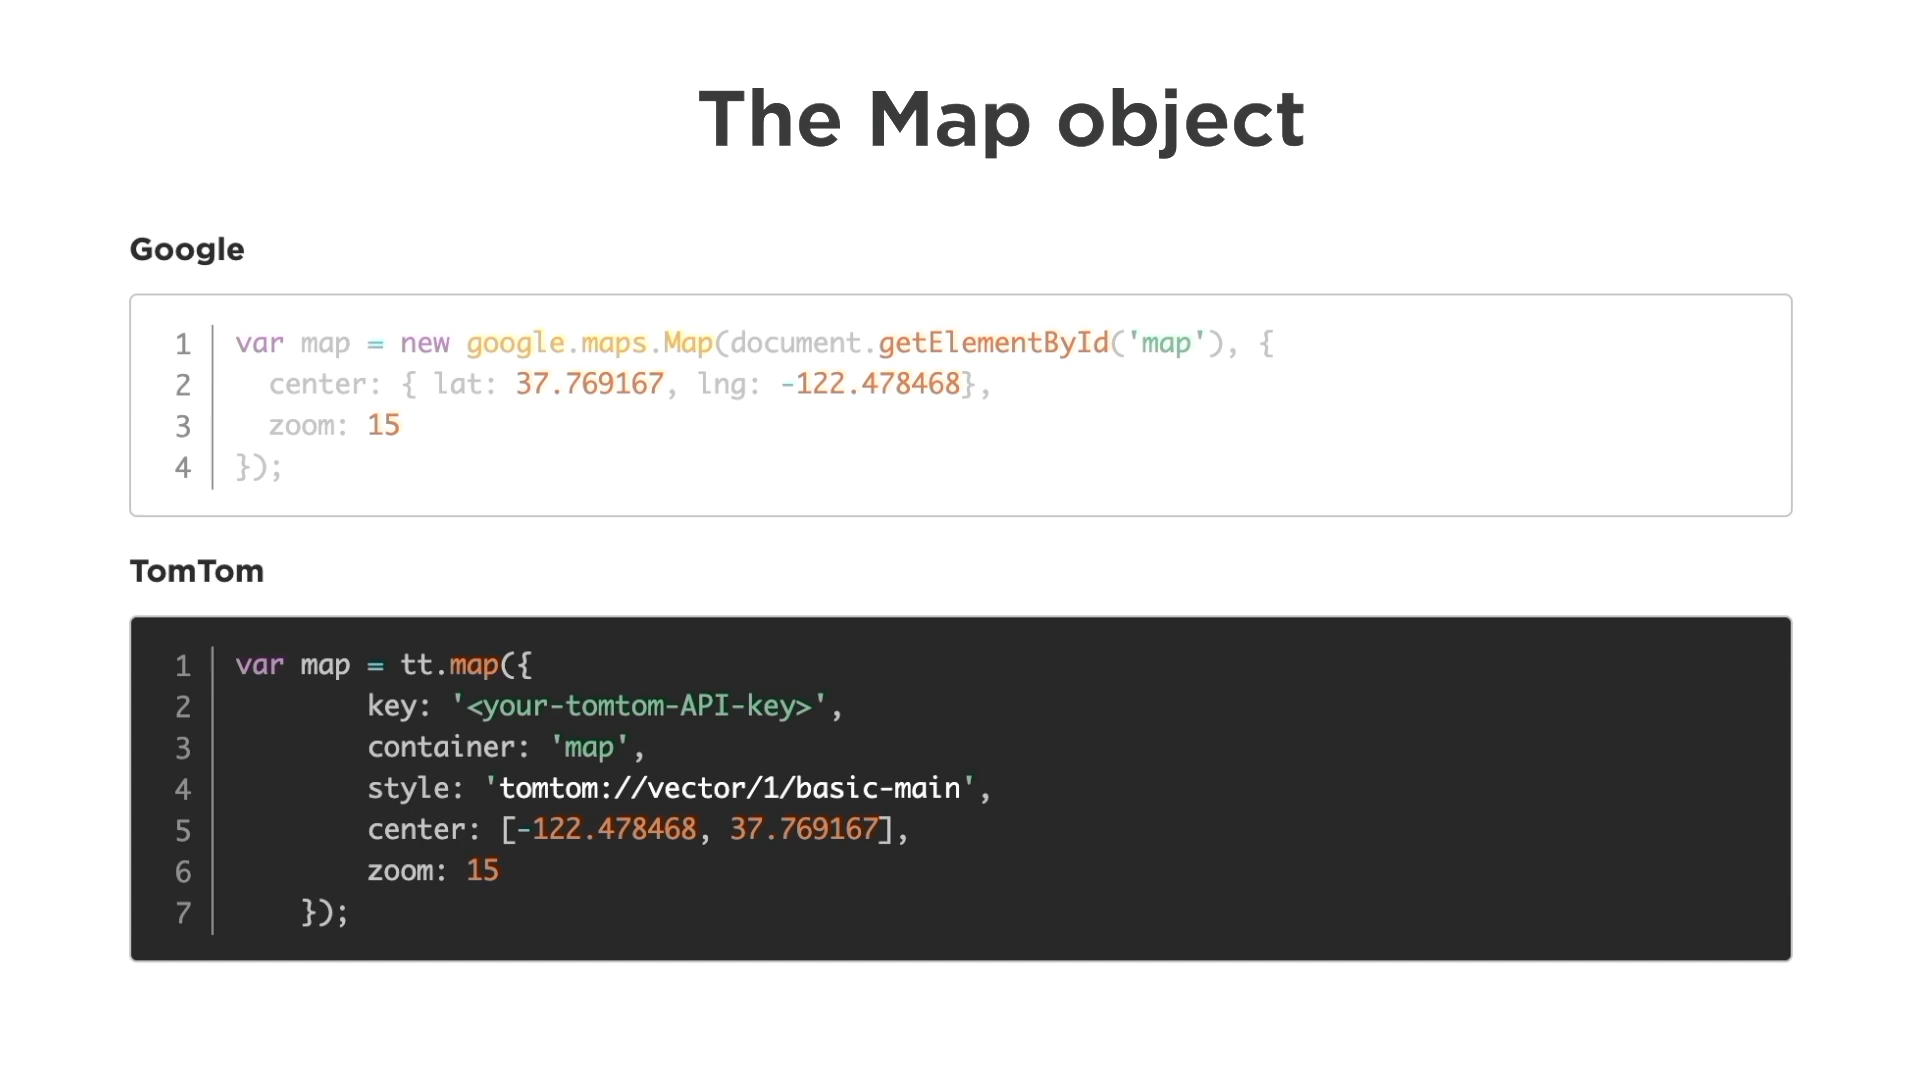 The Map object
Google
1 var map = new google.maps.Map(document.getElementById('map'), {
2   center: { lat: 37.769167, lng: -122.478468},
3   zoom: 15
4 });
TomTom
1 var map = tt.map({
2         key: '<your-tomtom-API-key>',
3         container: 'map',
4         style: 'tomtom://vector/1/basic-main',
5         center: [-122.478468, 37.769167],
6         zoom: 15
7     });